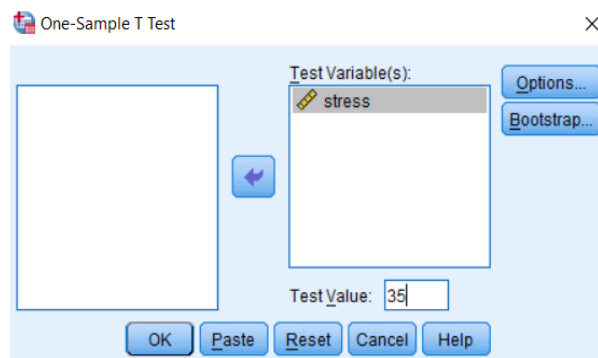 One-Sample T Test
Test Variable(s):
stress
Options...
Bootstrap...
Test Value: 35
OK Paste Reset Cancel Help